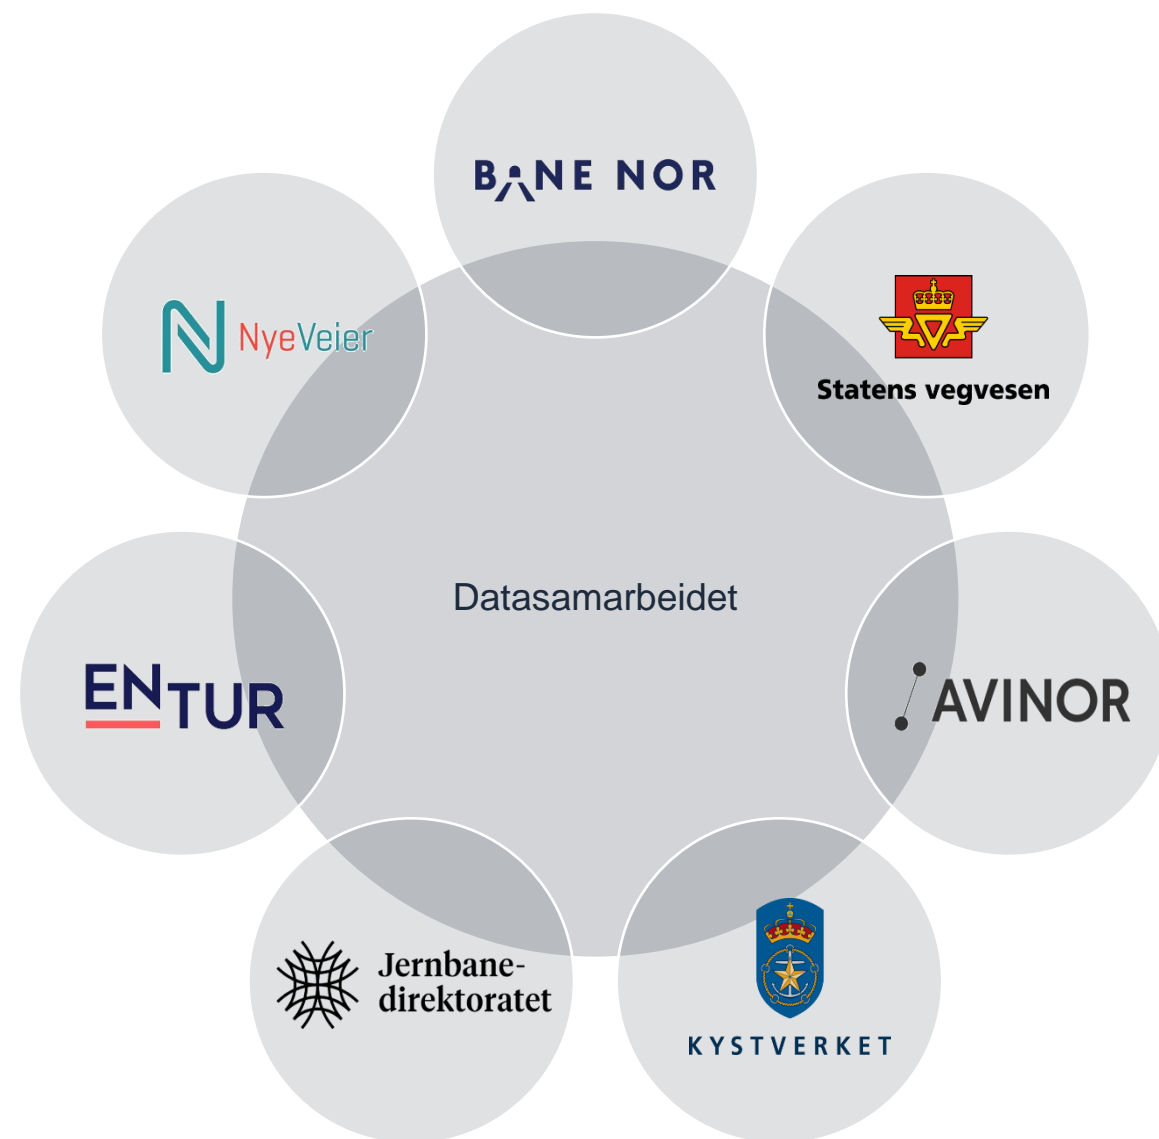 BANE NOR
NyeVeier
Statens vegvesen
Datasamarbeidet
ENTUR
AVINOR
Jernbane-
direktoratet
KYSTVERKET